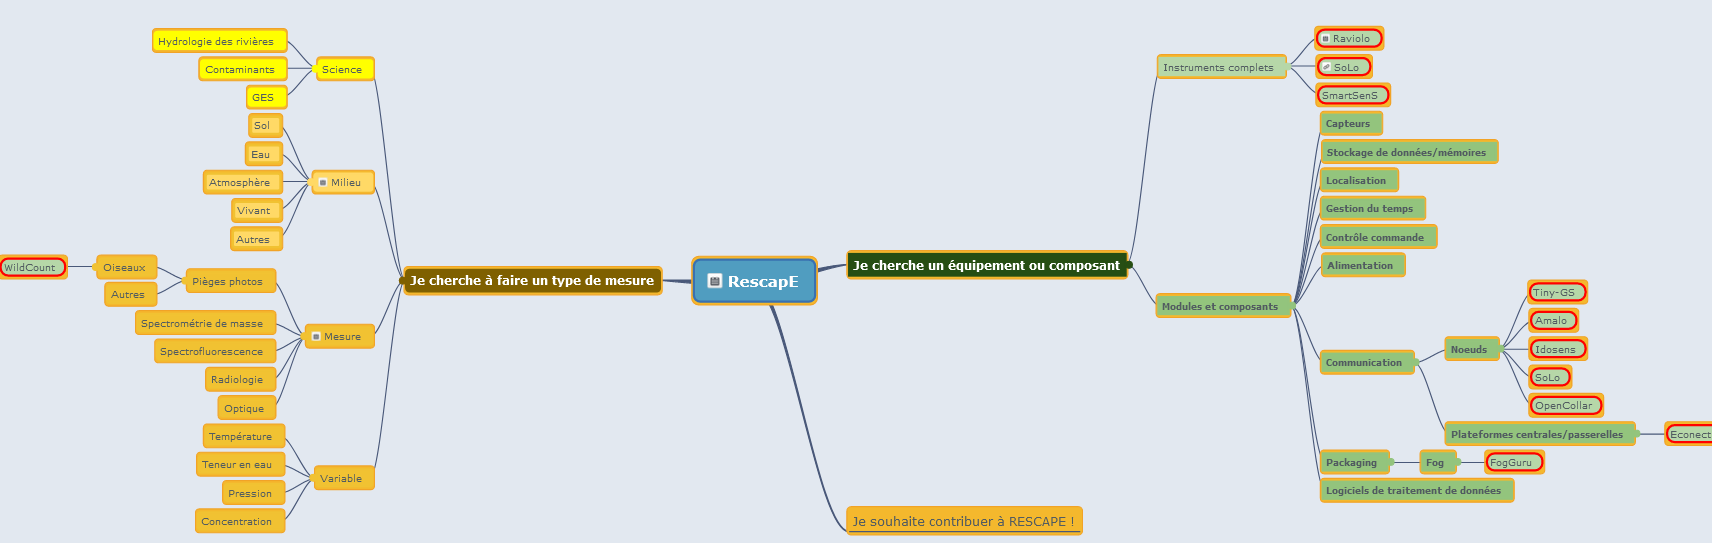 RescapE
Je cherche à faire un type de mesure
Science
Hydrologie des rivières
Contaminants
GES
Milieu
Sol
Eau
Atmosphère
Vivant
Autres
Mesure
Pièges photos
Oiseaux
WildCount
Autres
Spectrométrie de masse
Spectrofluorescence
Radiologie
Optique
Variable
Température
Teneur en eau
Pression
Concentration
Je cherche un équipement ou composant
Instruments complets
Raviolo
SoLo
SmartSenS
Modules et composants
Capteurs
Stockage de données/mémoires
Localisation
Gestion du temps
Contrôle commande
Alimentation
Communication
Noeuds
Tiny-GS
Amalo
Idosens
SoLo
OpenCollar
Plateformes centrales/passerelles
Econect
Packaging
Fog
FogGuru
Logiciels de traitement de données
Je souhaite contribuer à RESCAPE !